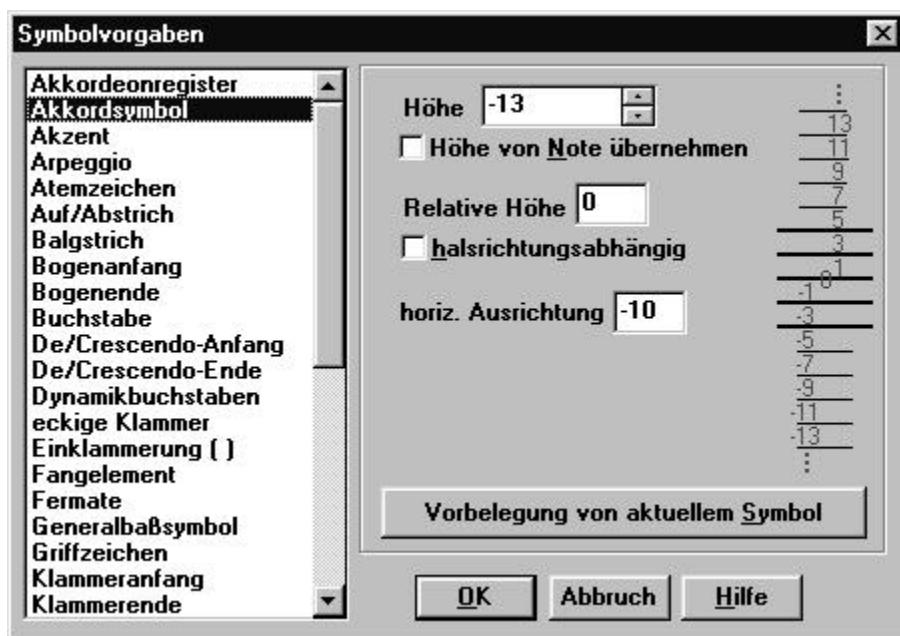 Symbolvorgaben
Akkordeonregister
Akkordsymbol
Akzent
Arpeggio
Atemzeichen
Auf/Abstrich
Balgstrich
Bogenanfang
Bogenende
Buchstabe
De/Crescendo-Anfang
De/Crescendo-Ende
Dynamikbuchstaben
eckige Klammer
Einklammerung ( )
Fangelement
Fermate
Generalbaßsymbol
Griffzeichen
Klammeranfang
Klammerende
Höhe -13
Höhe von Note übernehmen
Relative Höhe 0
halsrichtungsabhängig
horiz. Ausrichtung -10
13
11
9
7
5
3
1
0
-1
-3
-5
-7
-9
-11
-13
Vorbelegung von aktuellem Symbol
OK Abbruch Hilfe